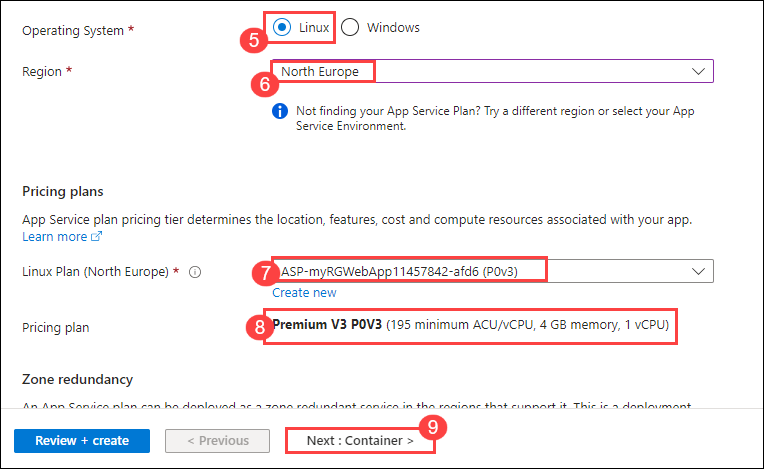 Operating System *
5
Linux
Windows
Region *
6
North Europe
Not finding your App Service Plan? Try a different region or select your App
Service Environment.
Pricing plans
App Service plan pricing tier determines the location, features, cost and compute resources associated with your app.
Learn more
Linux Plan (North Europe) *
7
ASP-myRGWebApp11457842-afd6 (P0v3)
Create new
Pricing plan
8
Premium V3 P0V3 (195 minimum ACU/vCPU, 4 GB memory, 1 vCPU)
Zone redundancy
An App Service plan can be deployed as a zone redundant service in the regions that support it. This is a deployment
9
Review + create
< Previous
Next : Container >